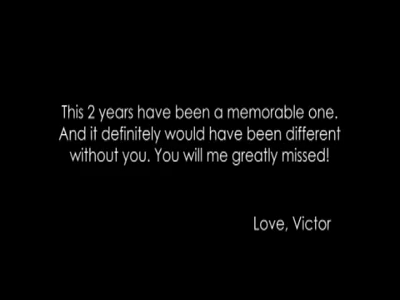 This 2 years have been a memorable one.
And it definitely would have been different
without you. You will me greatly missed!
Love, Victor